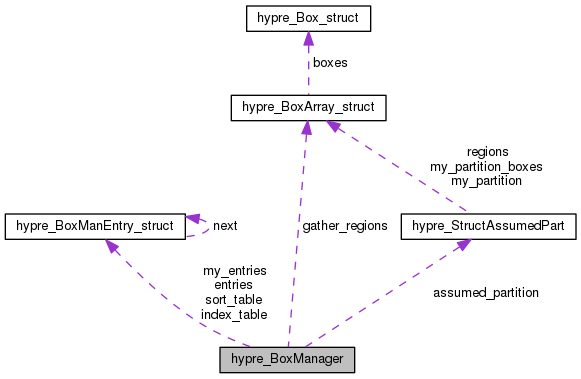 hypre_Box_struct
boxes
hypre_BoxArray_struct
regions
my_partition_boxes
my_partition
hypre_BoxManEntry_struct
next
gather_regions
hypre_StructAssumedPart
my_entries
entries
sort_table
index_table
assumed_partition
hypre_BoxManager